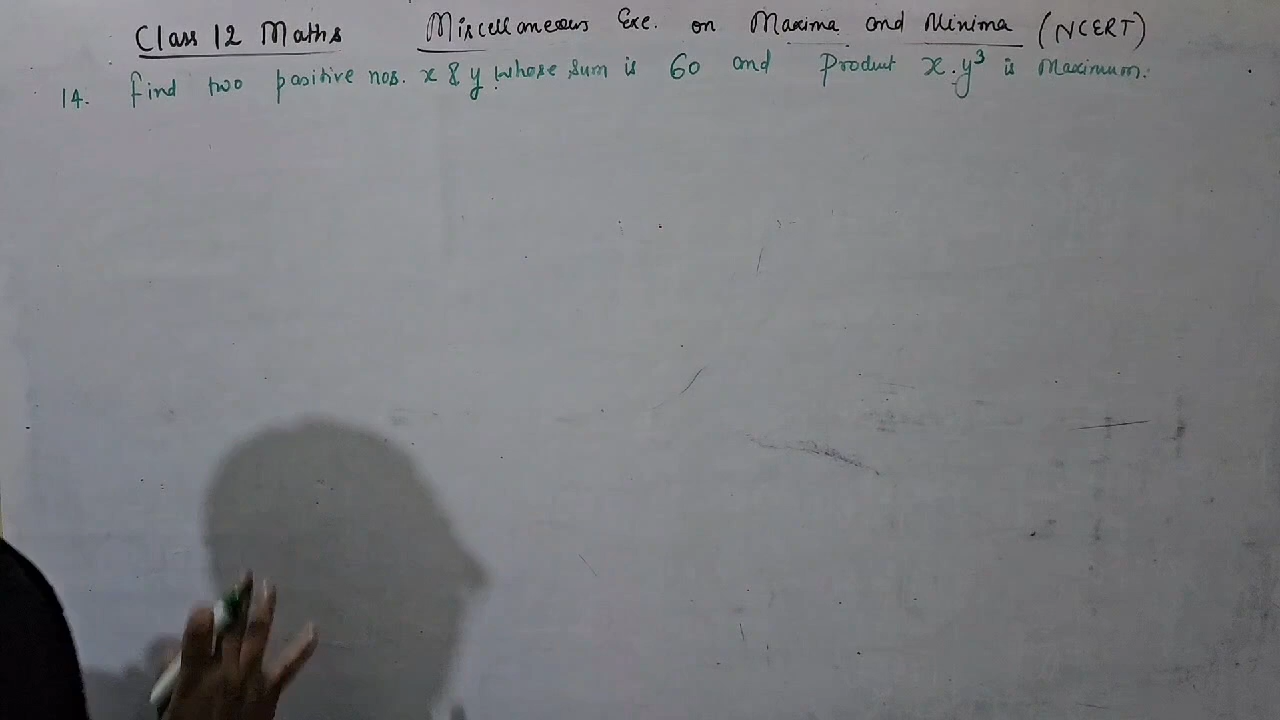 Class 12 Maths Miscellaneous Exe. on Maxima and Minima (NCERT)
14. find two positive nos. x & y whose sum is 60 and Product x.y³ is Maximum.